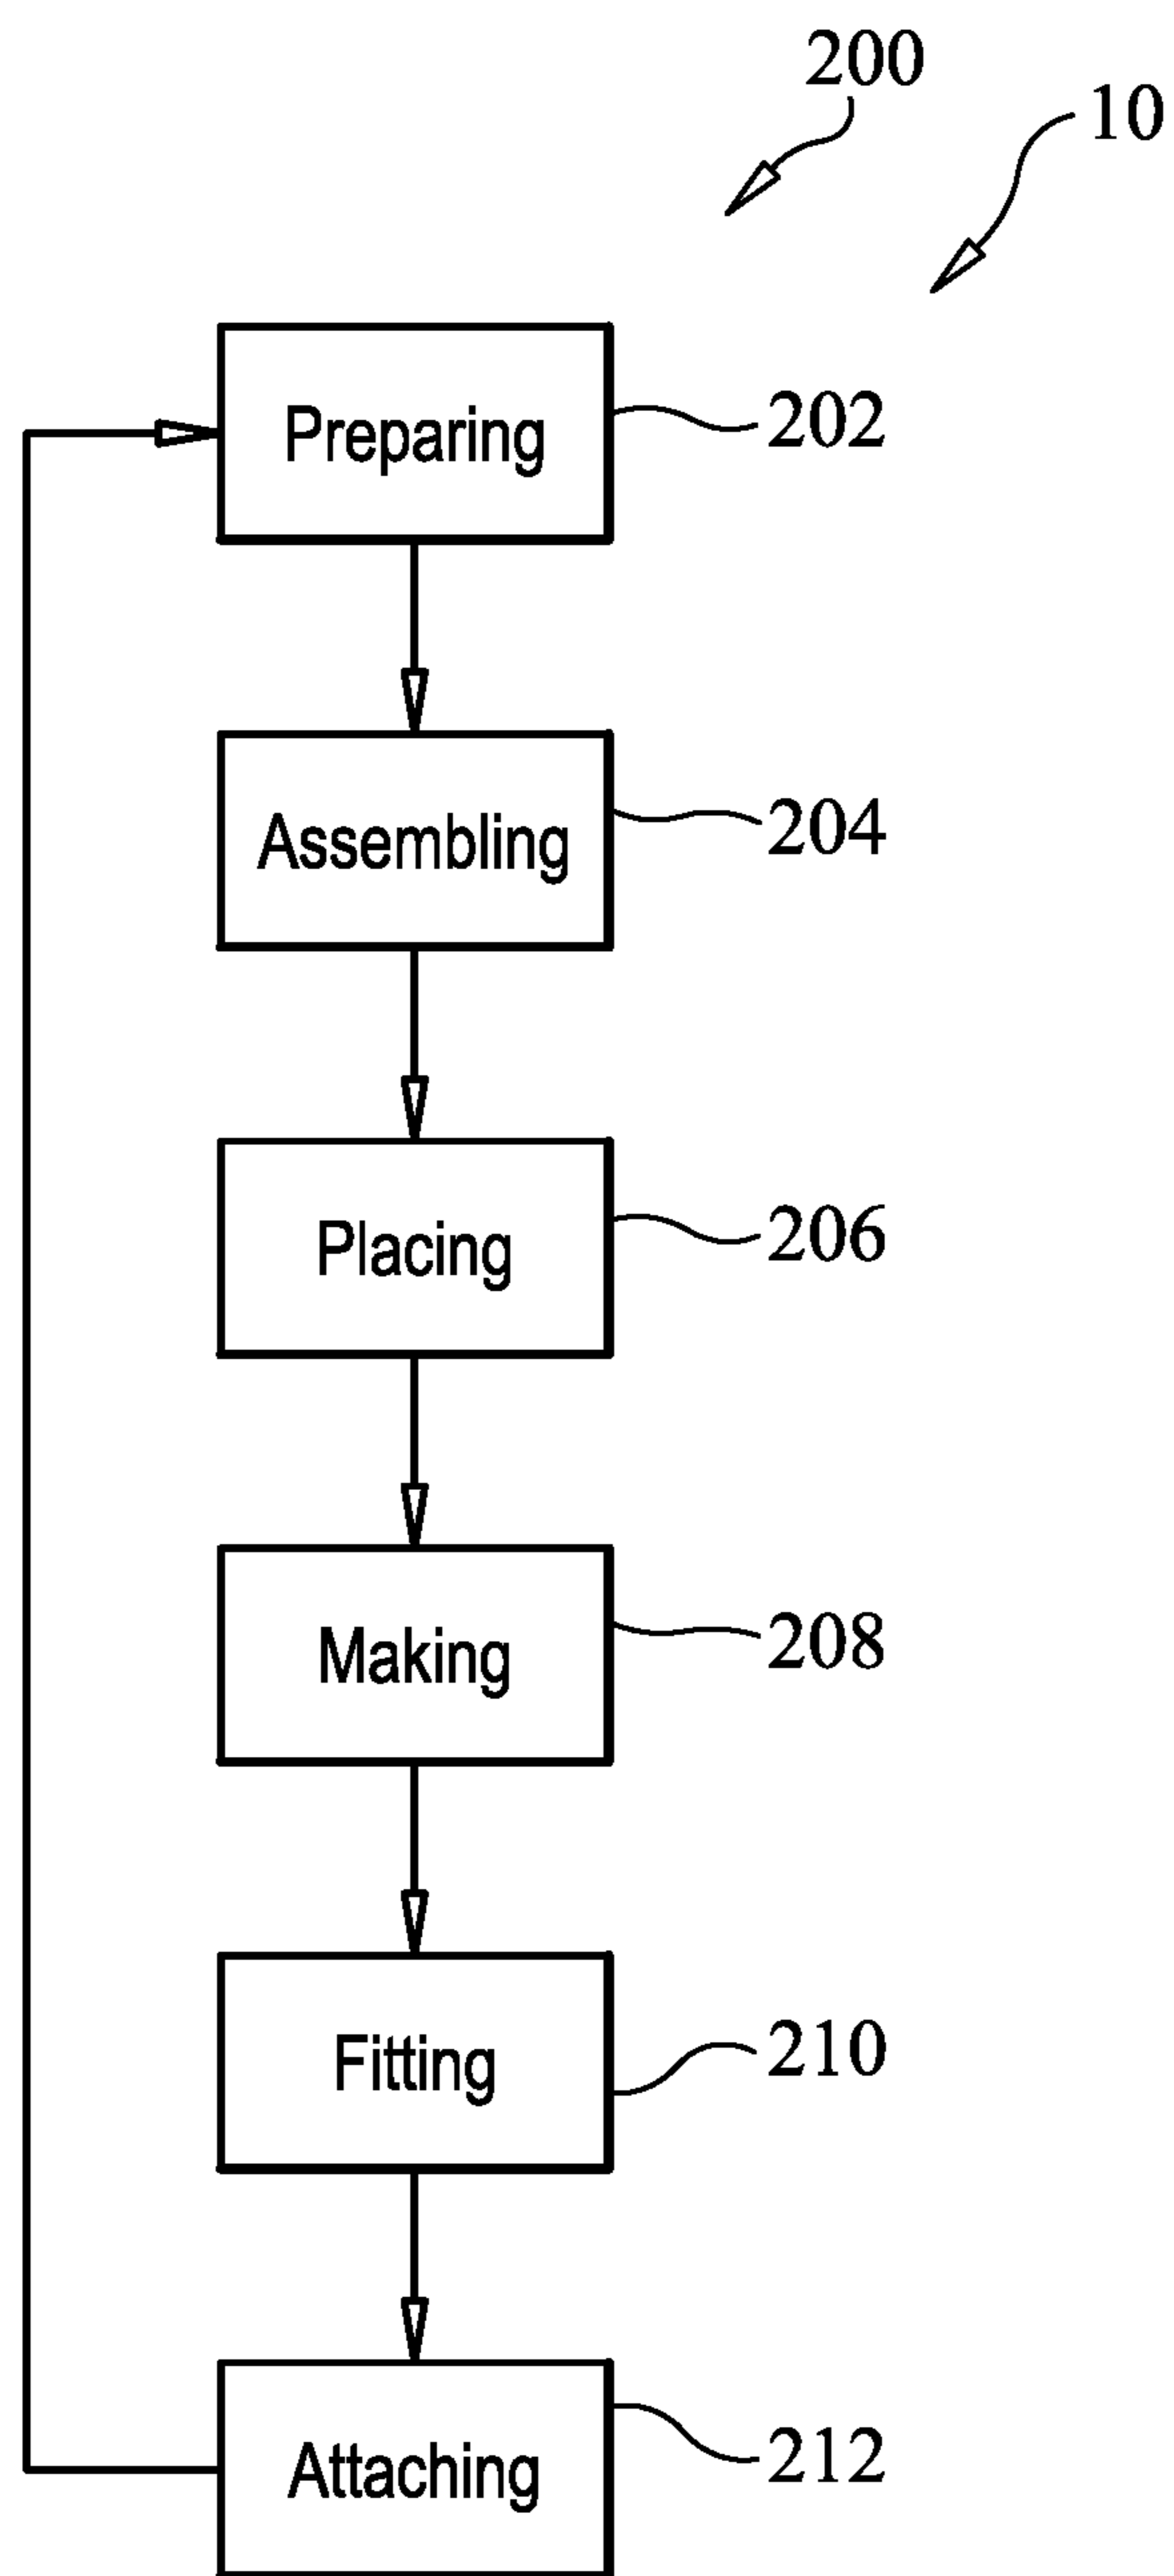 200
10
Preparing
202
Assembling
204
Placing
206
Making
208
Fitting
210
Attaching
212